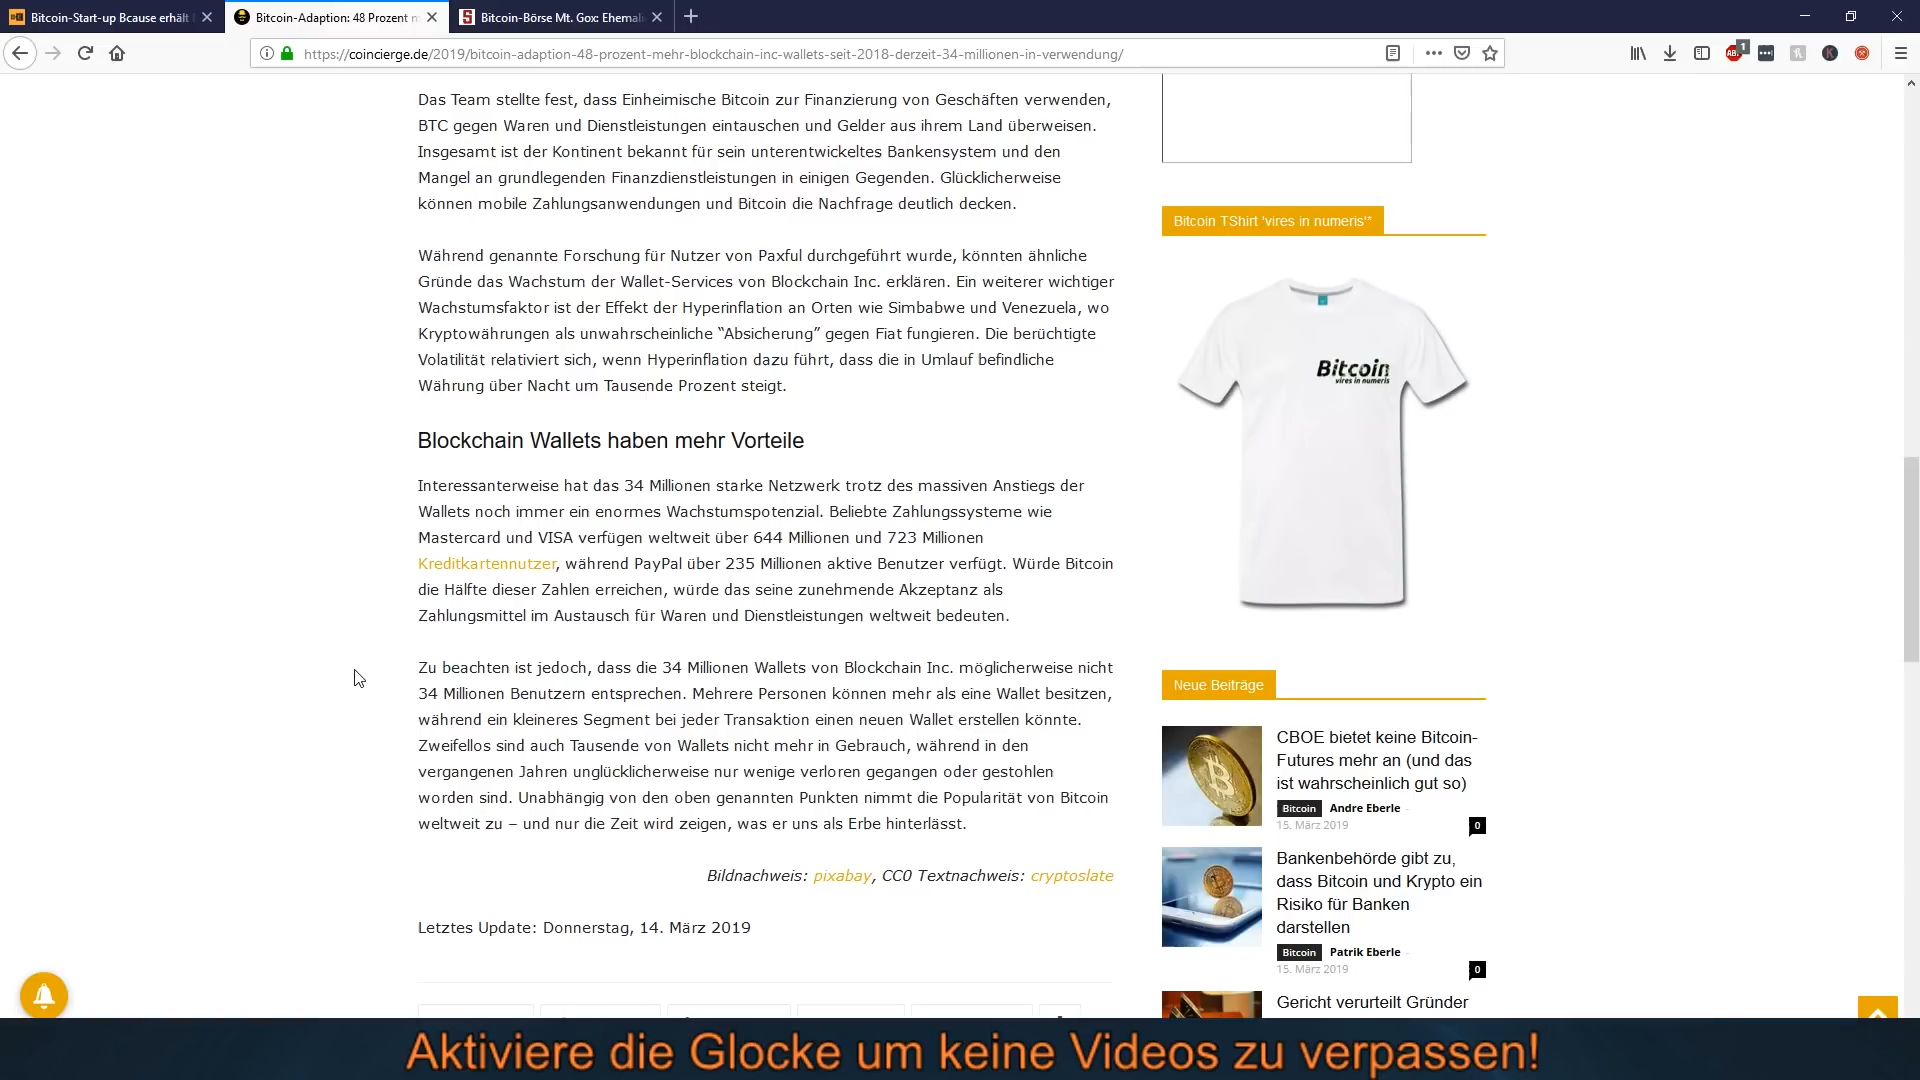 Bitcoin-Start-up Bcause erhält
Bitcoin-Adaption: 48 Prozent m
Bitcoin-Börse Mt. Gox: Ehemali
https://coincierge.de/2019/bitcoin-adaption-48-prozent-mehr-blockchain-inc-wallets-seit-2018-derzeit-34-millionen-in-verwendung/
ABP
1
K
Das Team stellte fest, dass Einheimische Bitcoin zur Finanzierung von Geschäften verwenden,
BTC gegen Waren und Dienstleistungen eintauschen und Gelder aus ihrem Land überweisen.
Insgesamt ist der Kontinent bekannt für sein unterentwickeltes Bankensystem und den
Mangel an grundlegenden Finanzdienstleistungen in einigen Gegenden. Glücklicherweise
können mobile Zahlungsanwendungen und Bitcoin die Nachfrage deutlich decken.
Während genannte Forschung für Nutzer von Paxful durchgeführt wurde, könnten ähnliche
Gründe das Wachstum der Wallet-Services von Blockchain Inc. erklären. Ein weiterer wichtiger
Wachstumsfaktor ist der Effekt der Hyperinflation an Orten wie Simbabwe und Venezuela, wo
Kryptowährungen als unwahrscheinliche “Absicherung” gegen Fiat fungieren. Die berüchtigte
Volatilität relativiert sich, wenn Hyperinflation dazu führt, dass die in Umlauf befindliche
Währung über Nacht um Tausende Prozent steigt.
Blockchain Wallets haben mehr Vorteile
Interessanterweise hat das 34 Millionen starke Netzwerk trotz des massiven Anstiegs der
Wallets noch immer ein enormes Wachstumspotenzial. Beliebte Zahlungssysteme wie
Mastercard und VISA verfügen weltweit über 644 Millionen und 723 Millionen
Kreditkartennutzer, während PayPal über 235 Millionen aktive Benutzer verfügt. Würde Bitcoin
die Hälfte dieser Zahlen erreichen, würde das seine zunehmende Akzeptanz als
Zahlungsmittel im Austausch für Waren und Dienstleistungen weltweit bedeuten.
Zu beachten ist jedoch, dass die 34 Millionen Wallets von Blockchain Inc. möglicherweise nicht
34 Millionen Benutzern entsprechen. Mehrere Personen können mehr als eine Wallet besitzen,
während ein kleineres Segment bei jeder Transaktion einen neuen Wallet erstellen könnte.
Zweifellos sind auch Tausende von Wallets nicht mehr in Gebrauch, während in den
vergangenen Jahren unglücklicherweise nur wenige verloren gegangen oder gestohlen
worden sind. Unabhängig von den oben genannten Punkten nimmt die Popularität von Bitcoin
weltweit zu – und nur die Zeit wird zeigen, was er uns als Erbe hinterlässt.
Bildnachweis: pixabay, CC0 Textnachweis: cryptoslate
Letztes Update: Donnerstag, 14. März 2019
Bitcoin TShirt 'vires in numeris'*
Bitcoin
vires in numeris
Neue Beiträge
CBOE bietet keine Bitcoin-
Futures mehr an (und das
ist wahrscheinlich gut so)
Bitcoin Andre Eberle -
15. März 2019
0
Bankenbehörde gibt zu,
dass Bitcoin und Krypto ein
Risiko für Banken
darstellen
Bitcoin Patrik Eberle -
15. März 2019
0
Gericht verurteilt Gründer
Aktiviere die Glocke um keine Videos zu verpassen!